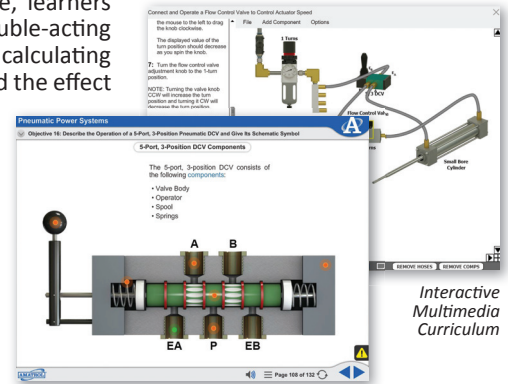 e, learners
uble-acting
calculating
d the effect
Connect and Operate a Flow Control Valve to Control Actuator Speed
the mouse to the left to drag
the knob clockwise.
The displayed value of the
turn position should decrease
as you spin the knob.
7: Turn the flow control valve
adjustment knob to the 1-turn
position.
NOTE: Turning the valve knob
CCW will increase the turn
position and turning it CW will
decrease the turn position.
File Add Component Options
1 Turns
DCV
Flow Control Valve
Small Bore
Cylinder
REMOVE HOSES REMOVE COMPS
Pneumatic Power Systems
Objective 16: Describe the Operation of a 5-Port, 3-Position Pneumatic DCV and Give Its Schematic Symbol
A
5-Port, 3-Position DCV Components
The 5-port, 3-position DCV consists of
the following components:
• Valve Body
• Operator
• Spool
• Springs
A B
EA P EB
AMATROL
Page 105 of 132
Interactive
Multimedia
Curriculum